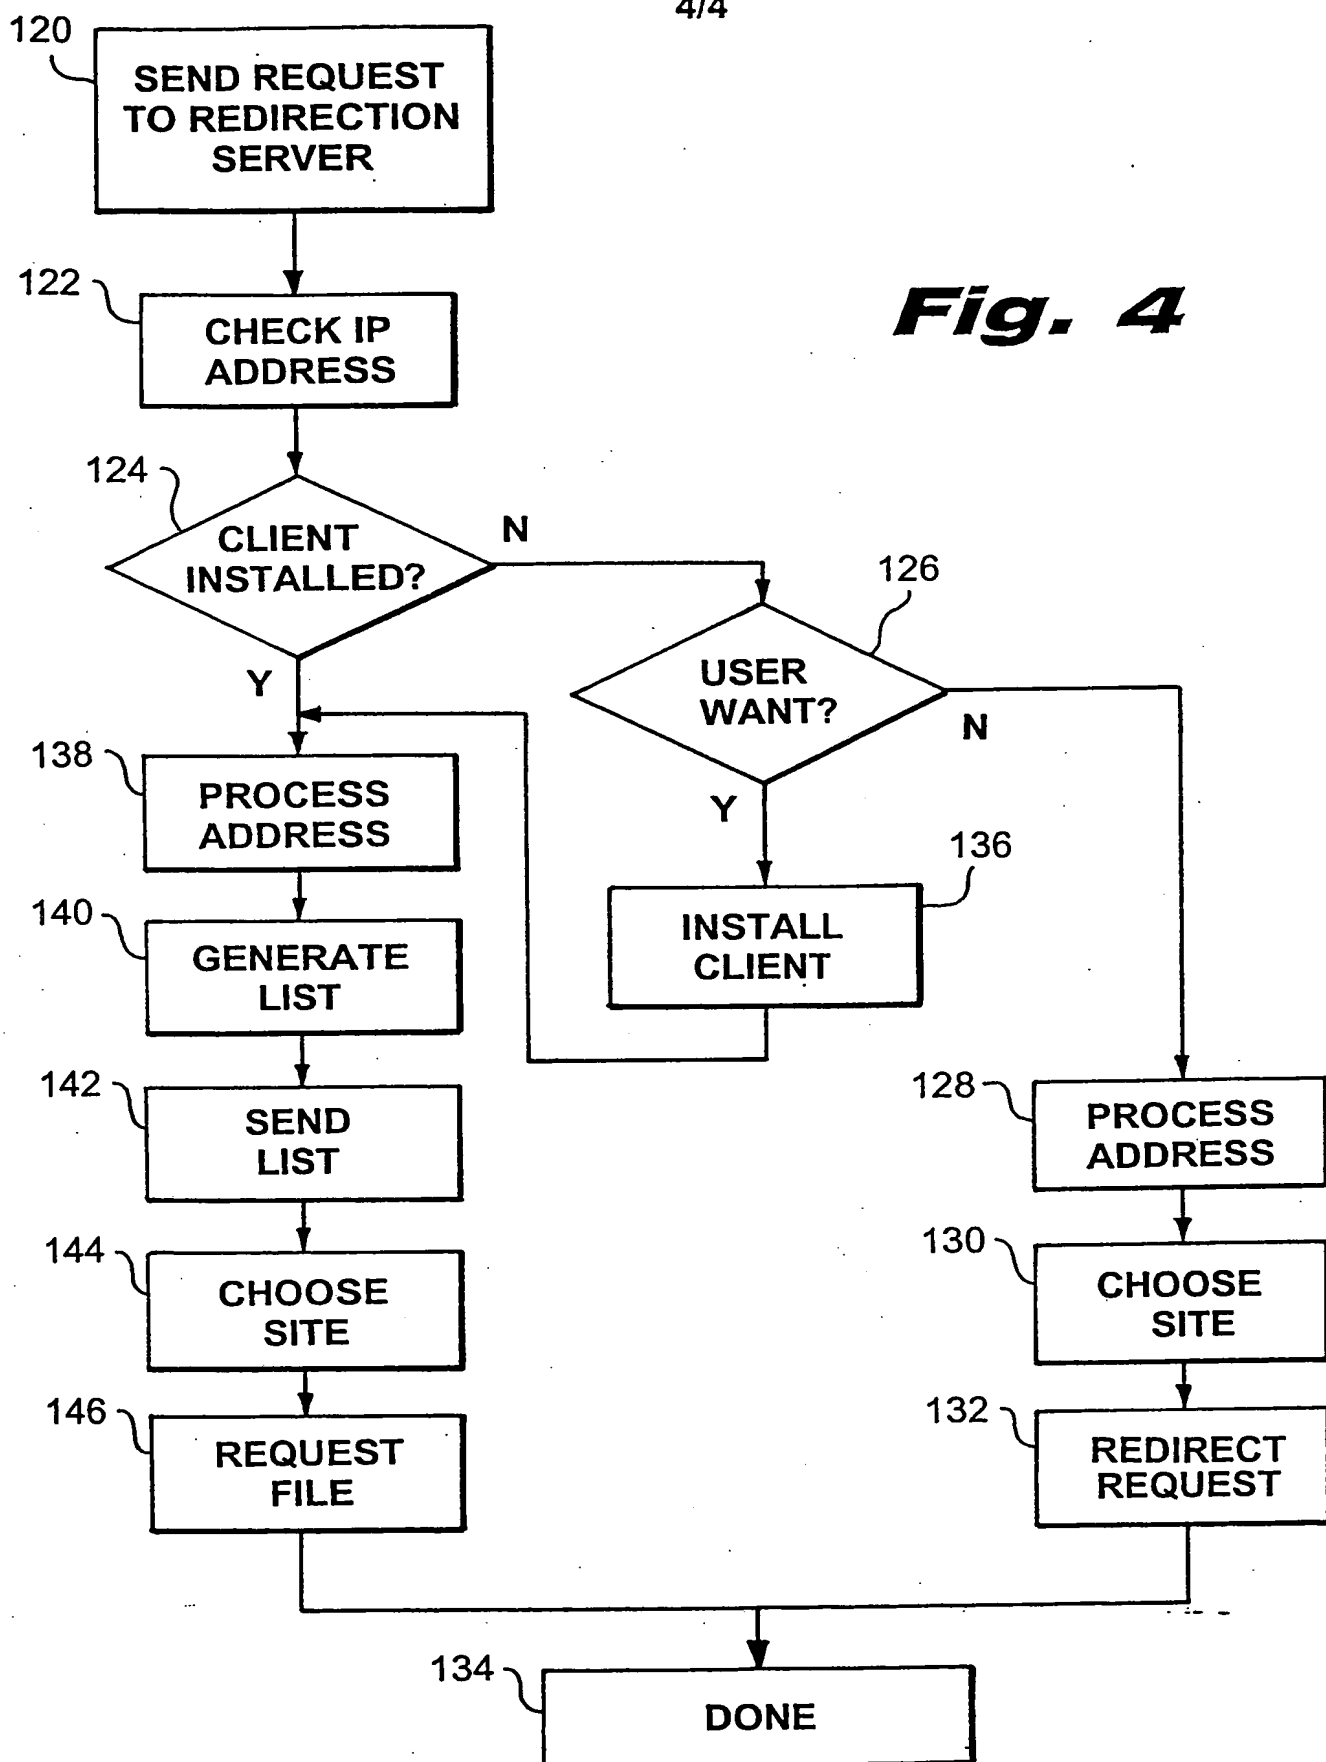 4/4
120
SEND REQUEST
TO REDIRECTION
SERVER
122
CHECK IP
ADDRESS
Fig. 4
124
CLIENT
INSTALLED?
N
Y
126
USER
WANT?
N
Y
138
PROCESS
ADDRESS
136
INSTALL
CLIENT
140
GENERATE
LIST
142
SEND
LIST
128
PROCESS
ADDRESS
144
CHOOSE
SITE
130
CHOOSE
SITE
146
REQUEST
FILE
132
REDIRECT
REQUEST
134
DONE